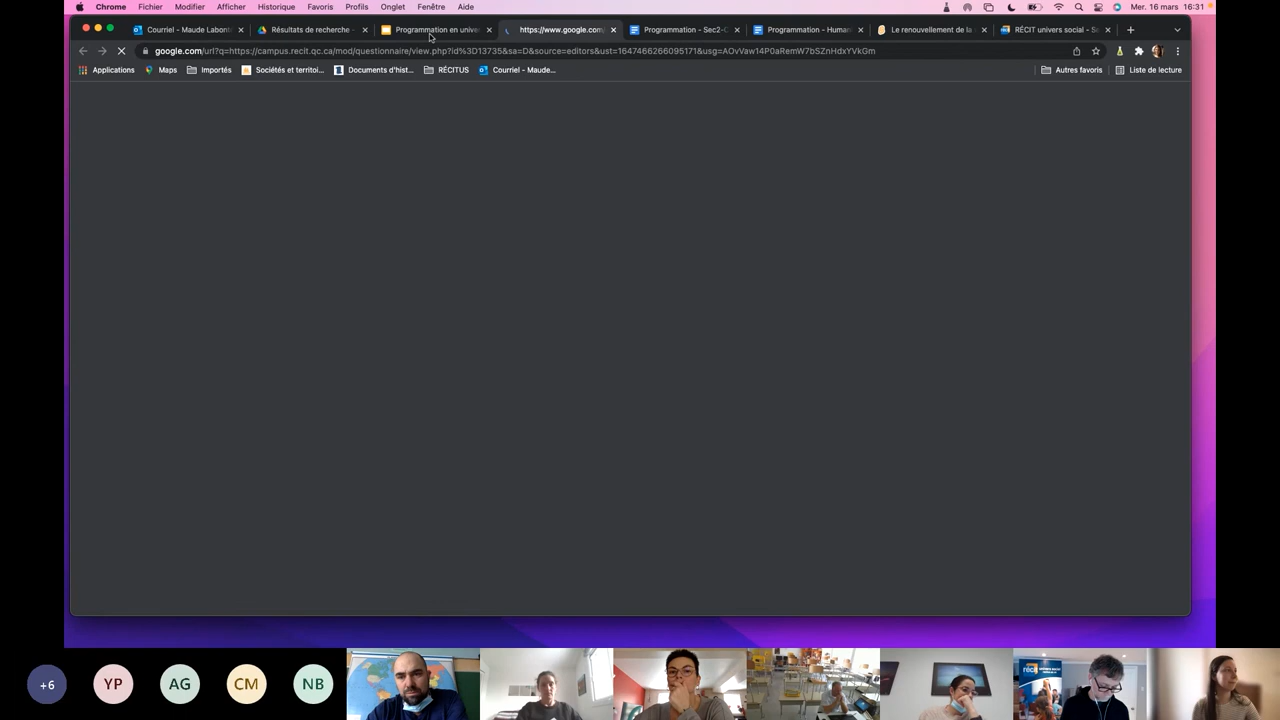 Chrome Fichier Modifier Afficher Historique Favoris Profils Onglet Fenêtre Aide Mer. 16 mars 16:31
Courriel - Maude Labont
Résultats de recherche -
Programmation en unive
https://www.google.com/
Programmation - Sec2-C
Programmation - Human
Le renouvellement de la
RÉCIT univers social - S
google.com/url?q=https://campus.recit.qc.ca/mod/questionnaire/view.php?id%3D13735&sa=D&source=editors&ust=1647466266095171&usg=AOvVaw14P0aRemW7bSZnHdxYVkGm
Applications Maps Importés Sociétés et territoi... Documents d'hist... RÉCITUS Courriel - Maude... Autres favoris Liste de lecture
+6 YP AG CM NB
récit